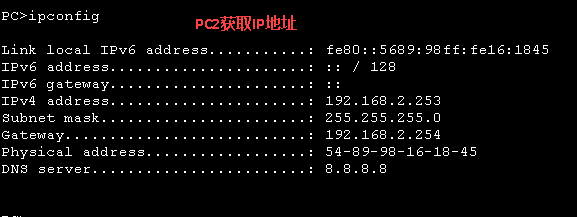 PC>ipconfig
PC2获取IP地址
Link local IPv6 address...........: fe80::5689:98ff:fe16:1845
IPv6 address......................: :: / 128
IPv6 gateway......................: ::
IPv4 address......................: 192.168.2.253
Subnet mask.......................: 255.255.255.0
Gateway...........................: 192.168.2.254
Physical address..................: 54-89-98-16-18-45
DNS server........................: 8.8.8.8